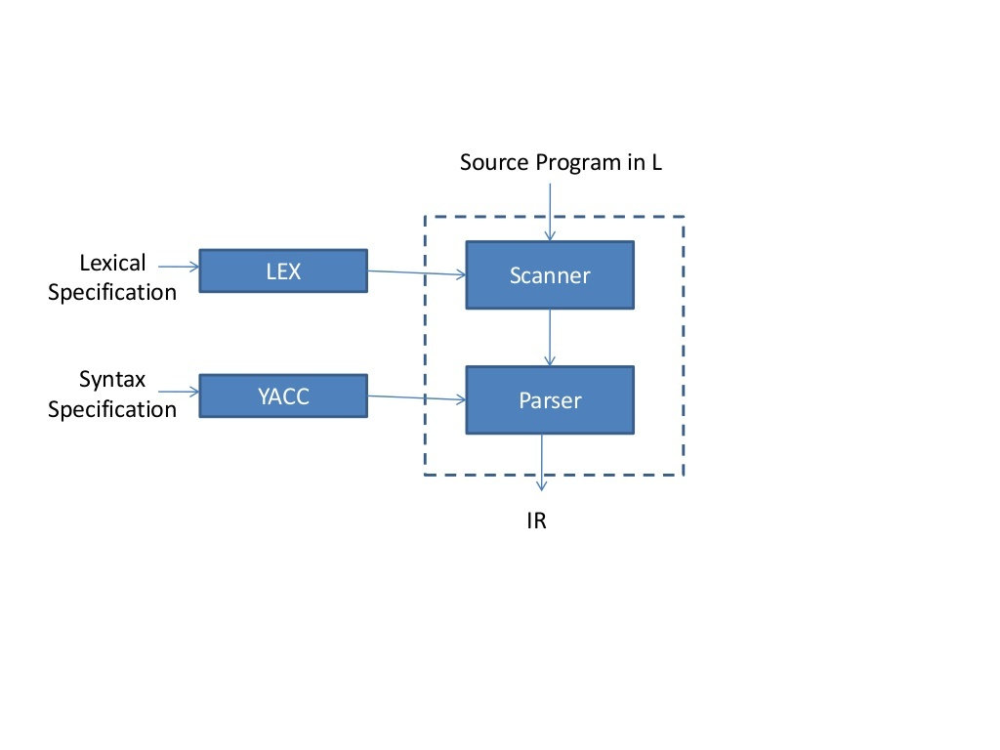 Source Program in L
Lexical
Specification
LEX
Scanner
Syntax
Specification
YACC
Parser
IR